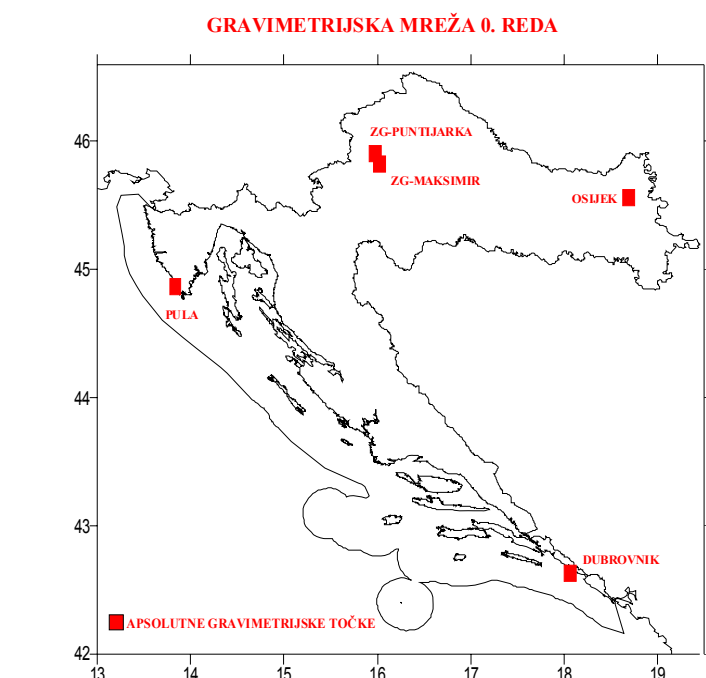 GRAVIMETRIJSKA MREŽA 0. REDA
46
ZG-PUNTIJARKA
ZG-MAKSIMIR
OSIJEK
45
PULA
44
43
DUBROVNIK
APSOLUTNE GRAVIMETRIJSKE TOČKE
42
13 14 15 16 17 18 19